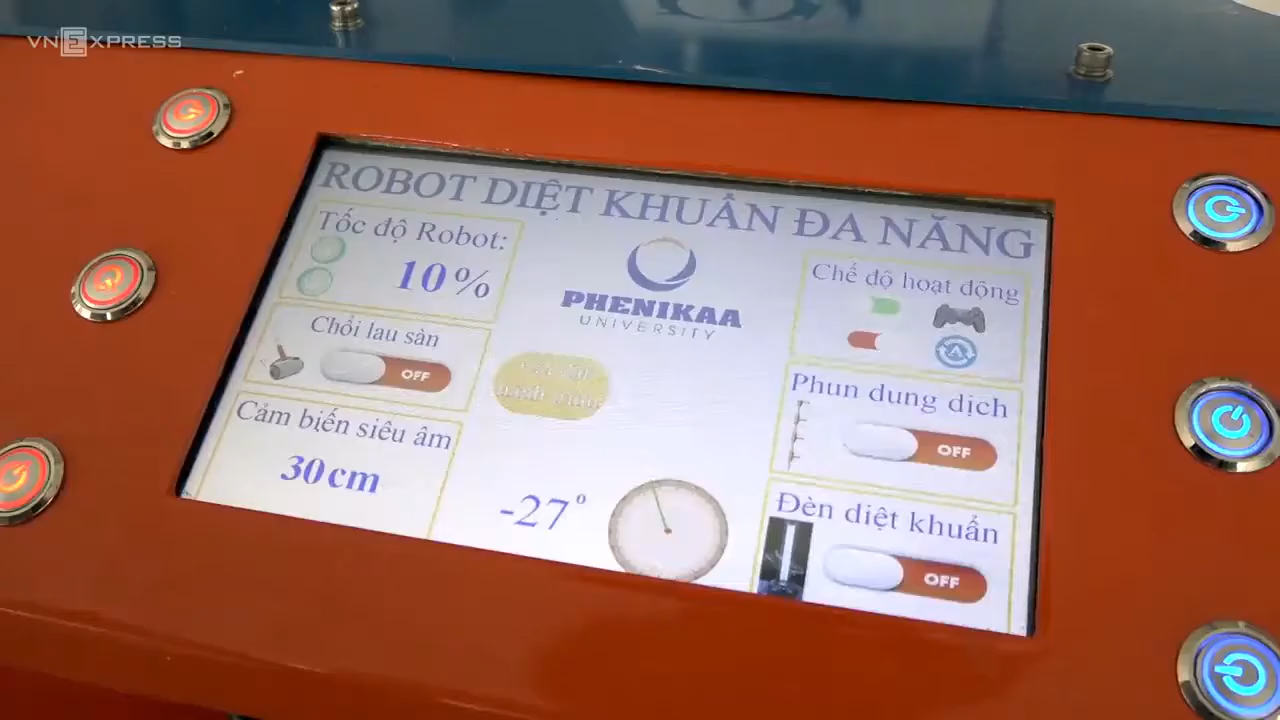 VNEXPRESS
ROBOT DIỆT KHUẨN ĐA NĂNG
Tốc độ Robot:
10%
Chổi lau sàn
OFF
Cảm biến siêu âm
30cm
PHENIKAA
UNIVERSITY
-27°
Chế độ hoạt động
A
Phun dung dịch
OFF
Đèn diệt khuẩn
OFF